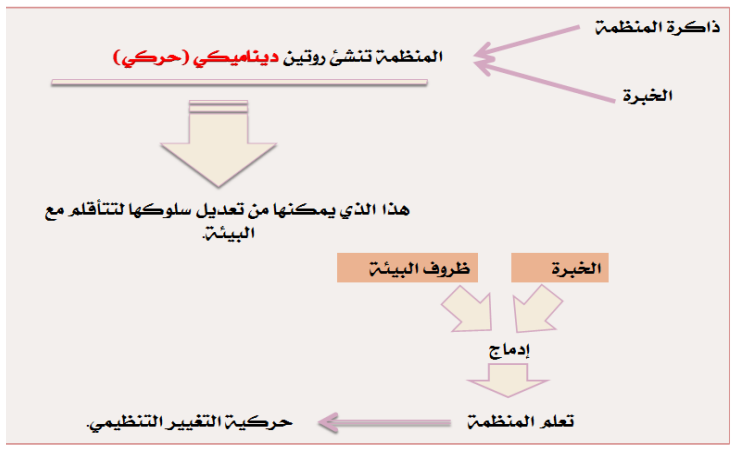 ذاكرة المنظمة
المنظمة تنشئ روتين ديناميكي (حركي)
الخبرة
هذا الذي يمكنها من تعديل سلوكها لتتأقلم مع
البيئة.
الخبرة
ظروف البيئة
إدماج
تعلم المنظمة
حركية التغيير التنظيمي.